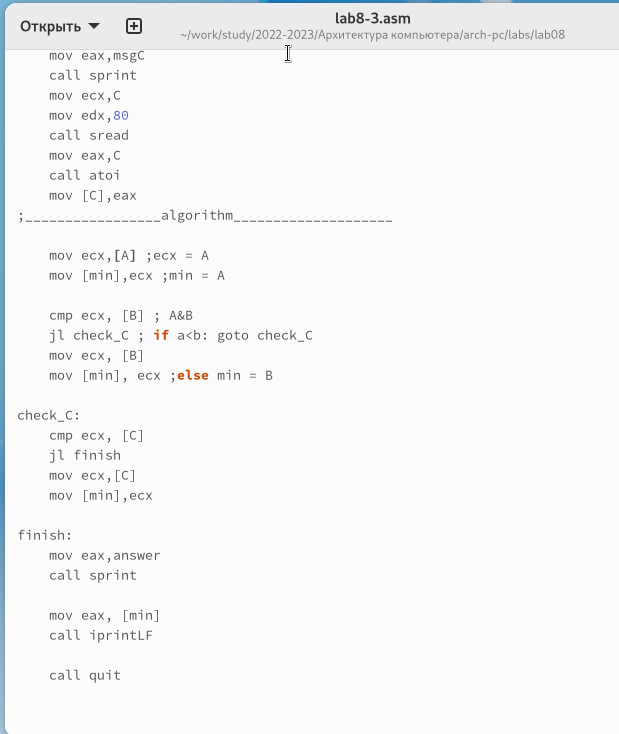 Открыть
lab8-3.asm
~/work/study/2022-2023/Архитектура компьютера/arch-pc/labs/lab08
mov eax,msgC
call sprint
mov ecx,C
mov edx,80
call sread
mov eax,C
call atoi
mov [C],eax
;_________________algorithm____________________
mov ecx,[A] ;ecx = A
mov [min],ecx ;min = A
cmp ecx, [B] ; A&B
jl check_C ; if a<b: goto check_C
mov ecx, [B]
mov [min], ecx ;else min = B
check_C:
cmp ecx, [C]
jl finish
mov ecx,[C]
mov [min],ecx
finish:
mov eax,answer
call sprint
mov eax, [min]
call iprintLF
call quit